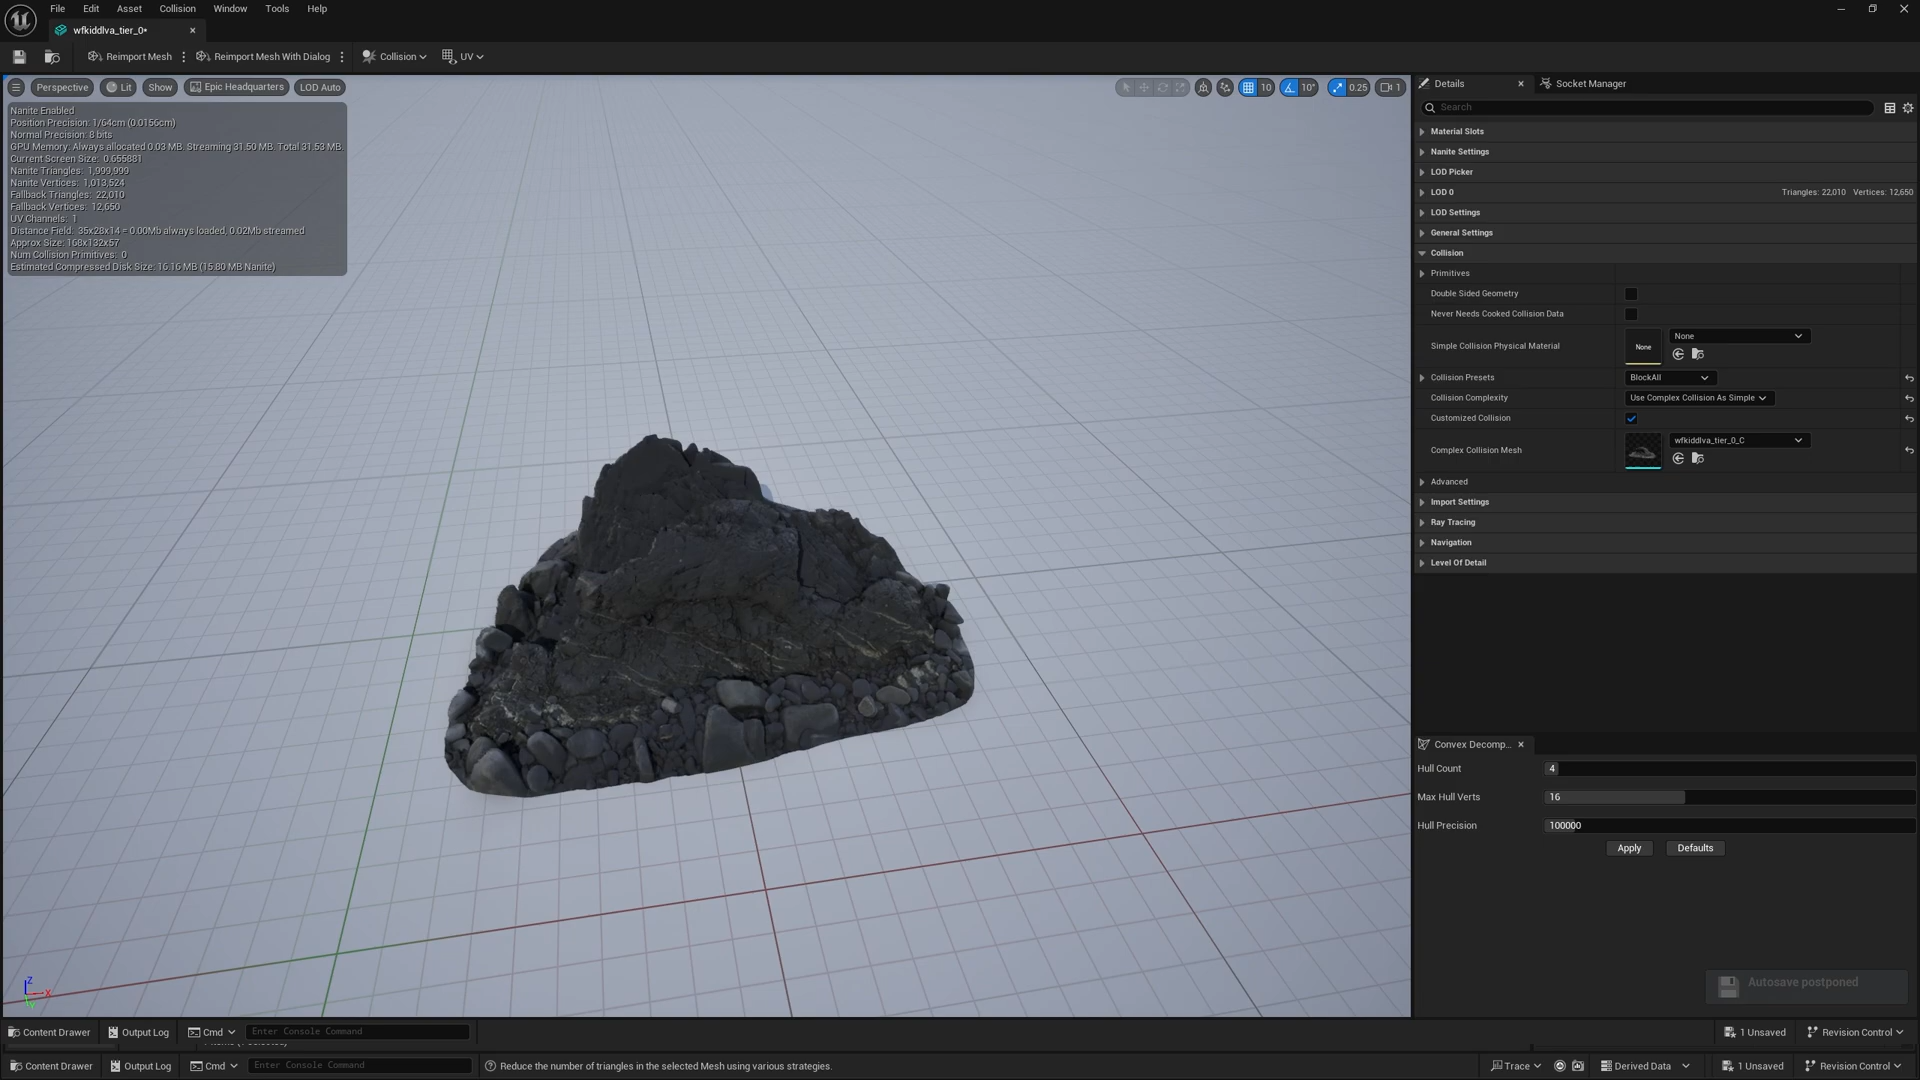 File Edit Asset Collision Window Tools Help
wfkiddlva_tier_0•
Reimport Mesh Reimport Mesh With Dialog Collision UV
Perspective Lit Show Epic Headquarters LOD Auto 10 10° 0.25 1
Nanite Enabled
Position Precision: 1/64cm (0.0156cm)
Normal Precision: 8 bits
GPU Memory: Always allocated 0.03 MB. Streaming 31.50 MB. Total 31.53 MB.
Current Screen Size: 0.655881
Nanite Triangles: 1,999,999
Nanite Vertices: 1,013,524
Fallback Triangles: 22,010
Fallback Vertices: 12,650
UV Channels: 1
Distance Field: 35x28x14 = 0.00Mb always loaded, 0.02Mb streamed
Approx Size: 168x132x57
Num Collision Primitives: 0
Estimated Compressed Disk Size: 16.16 MB (15.80 MB Nanite)
Z
X
Y
Details Socket Manager
Search
Material Slots
Nanite Settings
LOD Picker
LOD 0 Triangles: 22,010 Vertices: 12,650
LOD Settings
General Settings
Collision
Primitives
Double Sided Geometry
Never Needs Cooked Collision Data
Simple Collision Physical Material None None
Collision Presets BlockAll
Collision Complexity Use Complex Collision As Simple
Customized Collision
Complex Collision Mesh wfkiddlva_tier_0_C
Advanced
Import Settings
Ray Tracing
Navigation
Level Of Detail
Convex Decomp...
Hull Count 4
Max Hull Verts 16
Hull Precision 100000
Apply Defaults
Autosave postponed
Content Drawer Output Log Cmd Enter Console Command 1 Unsaved Revision Control
Content Drawer Output Log Cmd Enter Console Command Reduce the number of triangles in the selected Mesh using various strategies. Trace Derived Data 1 Unsaved Revision Control